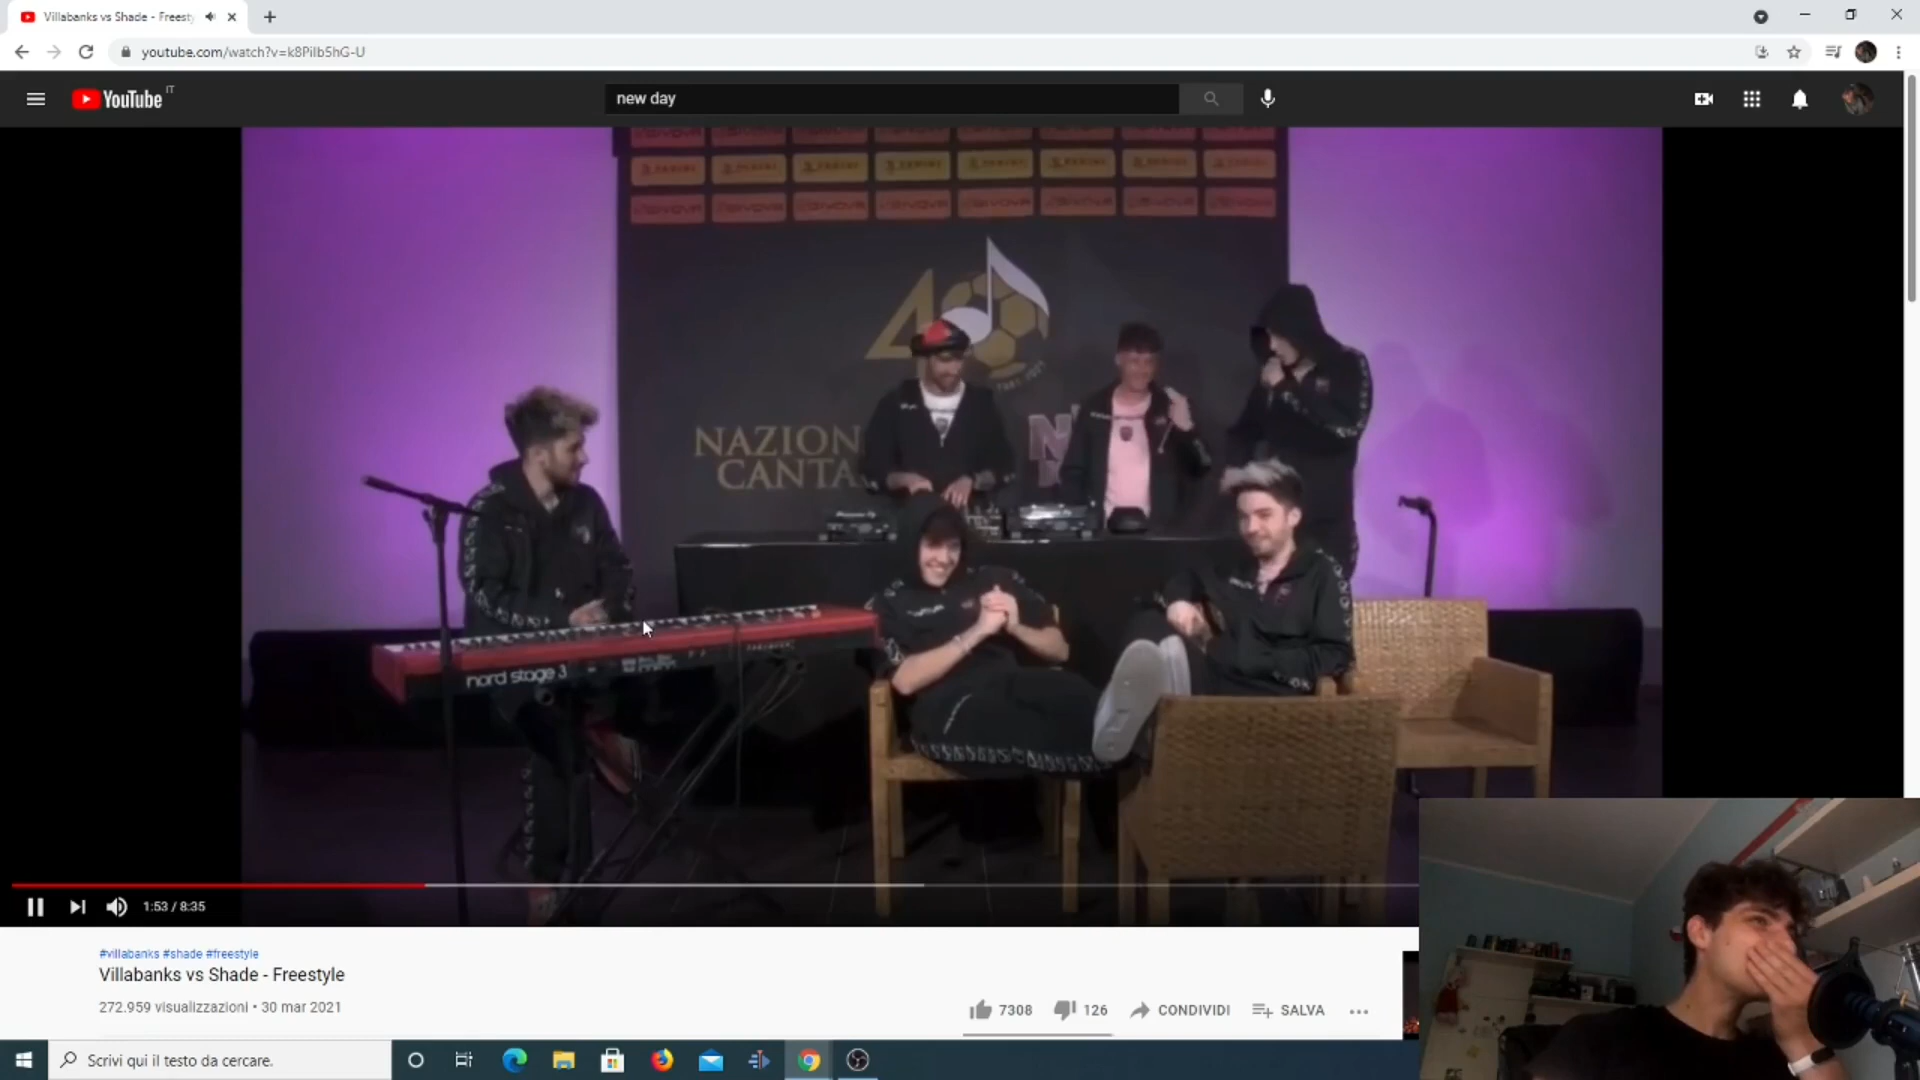 Villabanks vs Shade - Freesty
youtube.com/watch?v=k8Pilb5hG-U
YouTube IT
new day
NAZION
CANTA
nord stage 3
1:53 / 8:35
#villabanks #shade #freestyle
Villabanks vs Shade - Freestyle
272.959 visualizzazioni • 30 mar 2021
7308
126
CONDIVIDI
SALVA
Scrivi qui il testo da cercare.